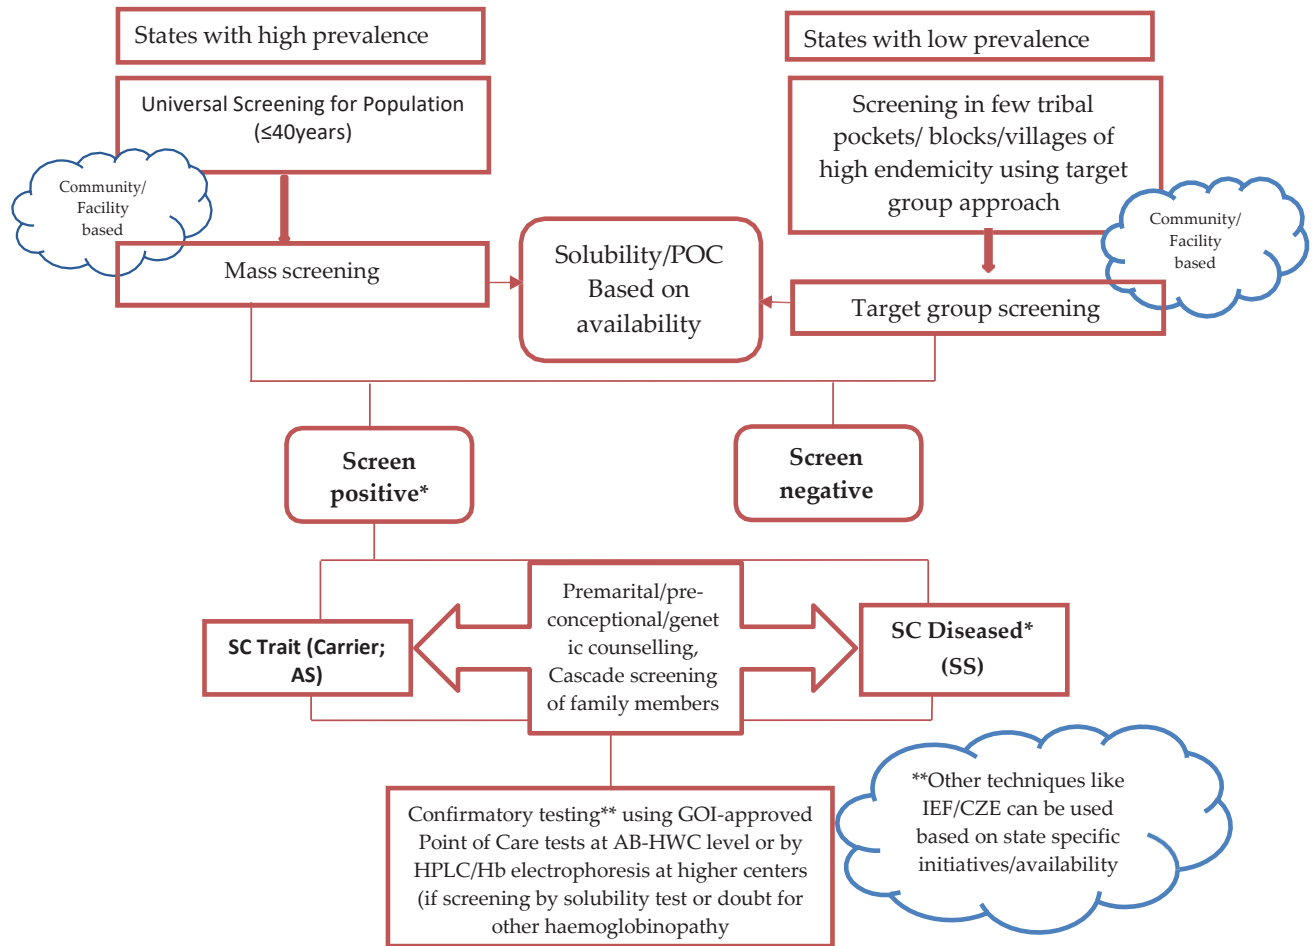 States with high prevalence
States with low prevalence
Universal Screening for Population
(≤40years)
Screening in few tribal
pockets/ blocks/villages of
high endemicity using target
group approach
Community/
Facility
based
Community/
Facility
based
Mass screening
Solubility/POC
Based on
availability
Target group screening
Screen
positive*
Screen
negative
SC Trait (Carrier;
AS)
Premarital/pre-
conceptional/genet
ic counselling,
Cascade screening
of family members
SC Diseased*
(SS)
Confirmatory testing** using GOI-approved
Point of Care tests at AB-HWC level or by
HPLC/Hb electrophoresis at higher centers
(if screening by solubility test or doubt for
other haemoglobinopathy
**Other techniques like
IEF/CZE can be used
based on state specific
initiatives/availability